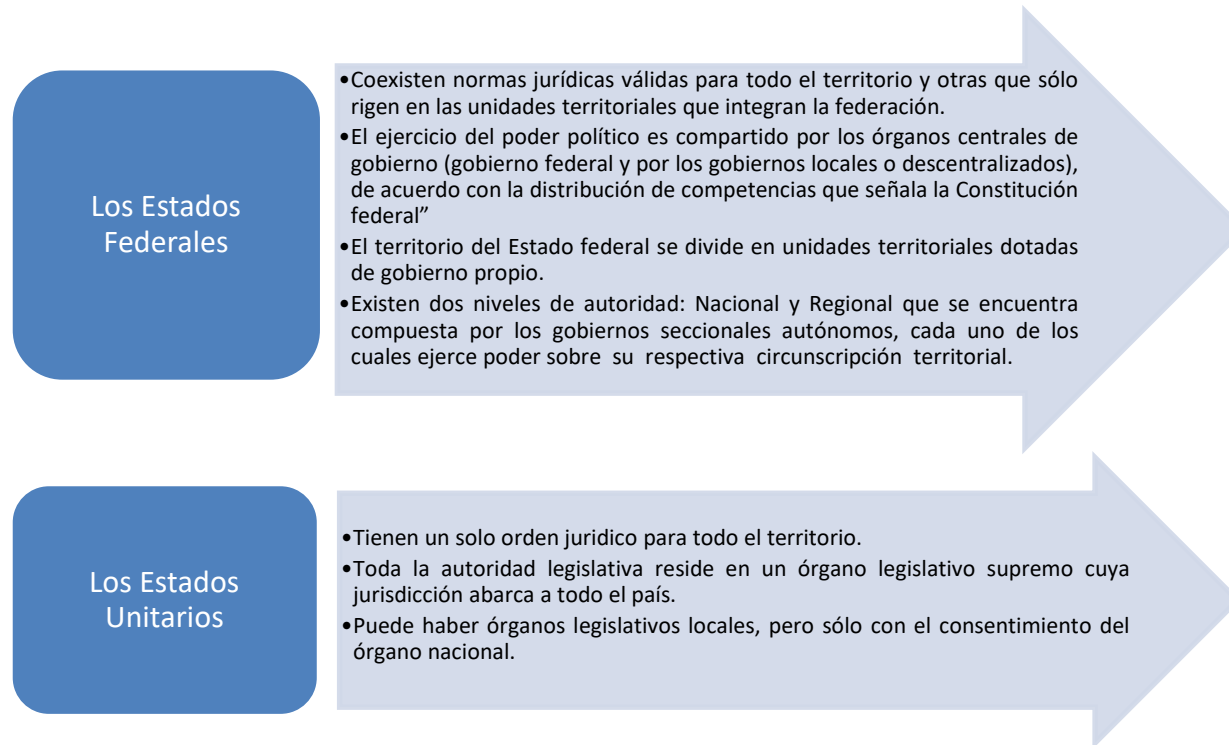 Los Estados
Federales
•Coexisten normas jurídicas válidas para todo el territorio y otras que sólo
rigen en las unidades territoriales que integran la federación.
•El ejercicio del poder político es compartido por los órganos centrales de
gobierno (gobierno federal y por los gobiernos locales o descentralizados),
de acuerdo con la distribución de competencias que señala la Constitución
federal”
•El territorio del Estado federal se divide en unidades territoriales dotadas
de gobierno propio.
•Existen dos niveles de autoridad: Nacional y Regional que se encuentra
compuesta por los gobiernos seccionales autónomos, cada uno de los
cuales ejerce poder sobre su respectiva circunscripción territorial.
Los Estados
Unitarios
•Tienen un solo orden juridico para todo el territorio.
•Toda la autoridad legislativa reside en un órgano legislativo supremo cuya
jurisdicción abarca a todo el país.
•Puede haber órganos legislativos locales, pero sólo con el consentimiento del
órgano nacional.